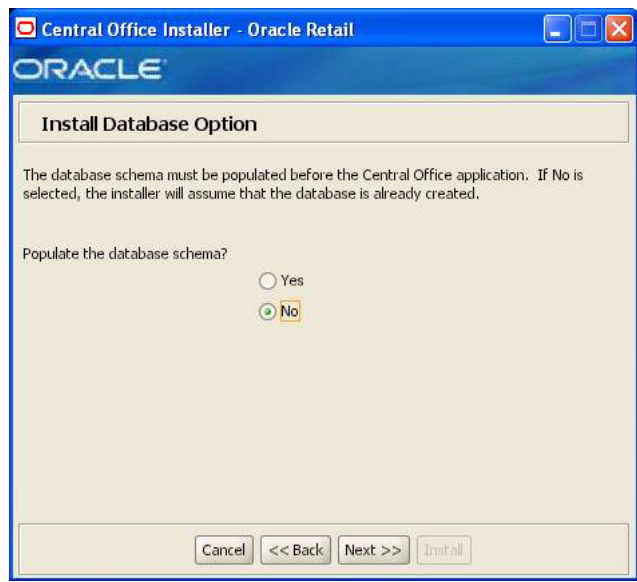 Central Office Installer - Oracle Retail
ORACLE
Install Database Option
The database schema must be populated before the Central Office application. If No is
selected, the installer will assume that the database is already created.
Populate the database schema?
Yes
No
Cancel << Back Next >> Install